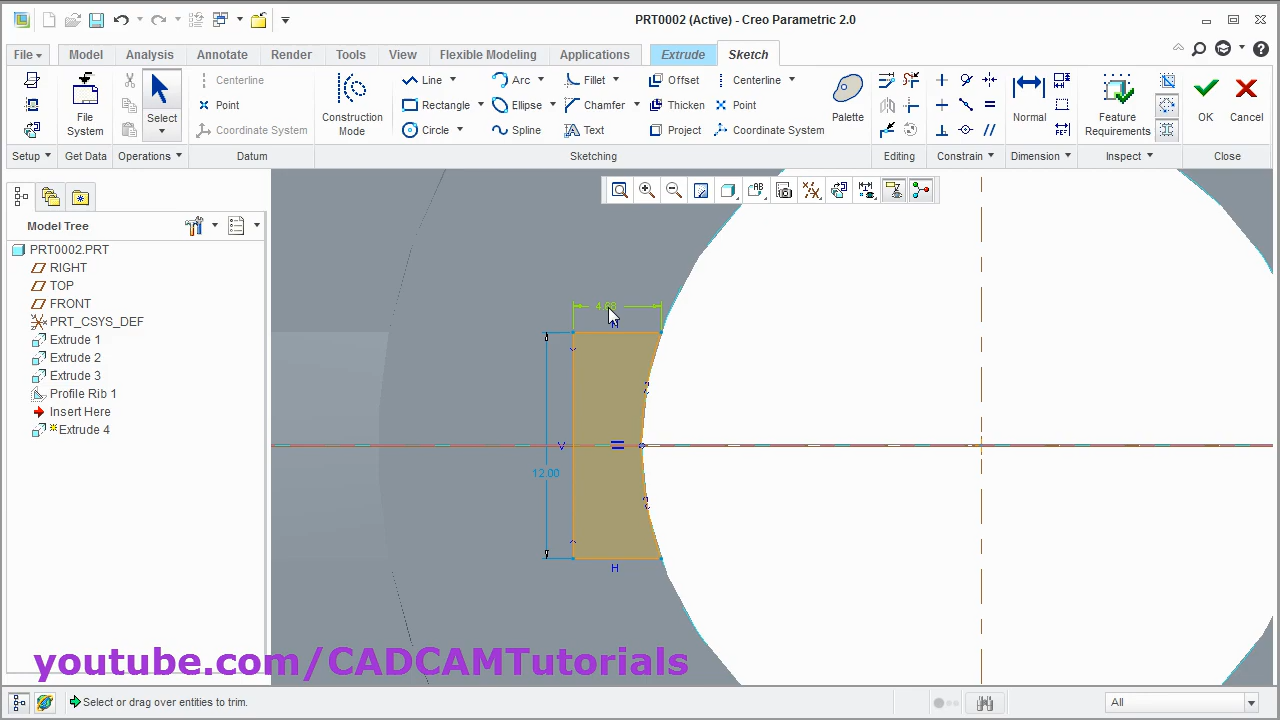 PRT0002 (Active) - Creo Parametric 2.0
File Model Analysis Annotate Render Tools View Flexible Modeling Applications Extrude Sketch
Centerline Line Arc Fillet Offset Centerline
Point Rectangle Ellipse Chamfer Thicken Point
Coordinate System Circle Spline Text Project Coordinate System
File System
Select
Construction Mode
Palette
Normal
Feature Requirements
OK
Cancel
Setup Get Data Operations Datum Sketching Editing Constrain Dimension Inspect Close
Model Tree
PRT0002.PRT
RIGHT
TOP
FRONT
PRT_CSYS_DEF
Extrude 1
Extrude 2
Extrude 3
Profile Rib 1
Insert Here
Extrude 4
H
V
12.00
H
youtube.com/CADCAMTutorials
Select or drag over entities to trim.
All